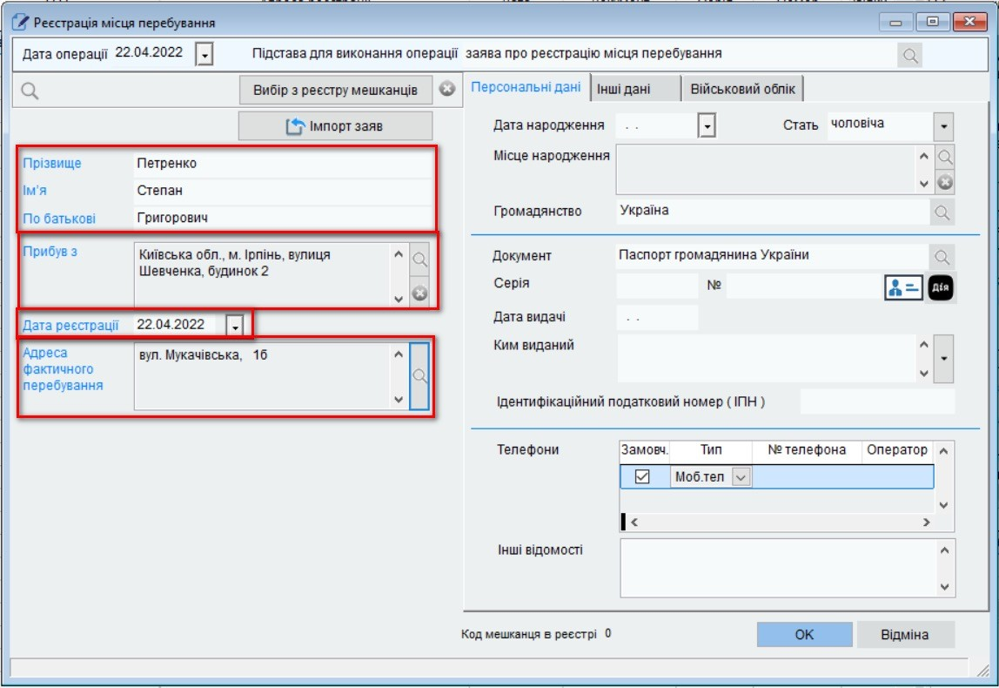 Реєстрація місця перебування
Дата операції 22.04.2022 Підстава для виконання операції заява про реєстрацію місця перебування
Вибір з реєстру мешканців
Імпорт заяв
Прізвище Петренко
Ім'я Степан
По батькові Григорович
Прибув з Київська обл., м. Ірпінь, вулиця
Шевченка, будинок 2
Дата реєстрації 22.04.2022
Адреса вул. Мукачівська, 1б
фактичного
перебування
Персональні дані Інші дані Військовий облік
Дата народження . . Стать чоловіча
Місце народження
Громадянство Україна
Документ Паспорт громадянина України
Серія № Дія
Дата видачі . .
Ким виданий
Ідентифікаційний податковий номер ( ІПН )
Телефони Замовч. Тип № телефона Оператор
Моб.тел
Інші відомості
Код мешканця в реєстрі 0 OK Відміна